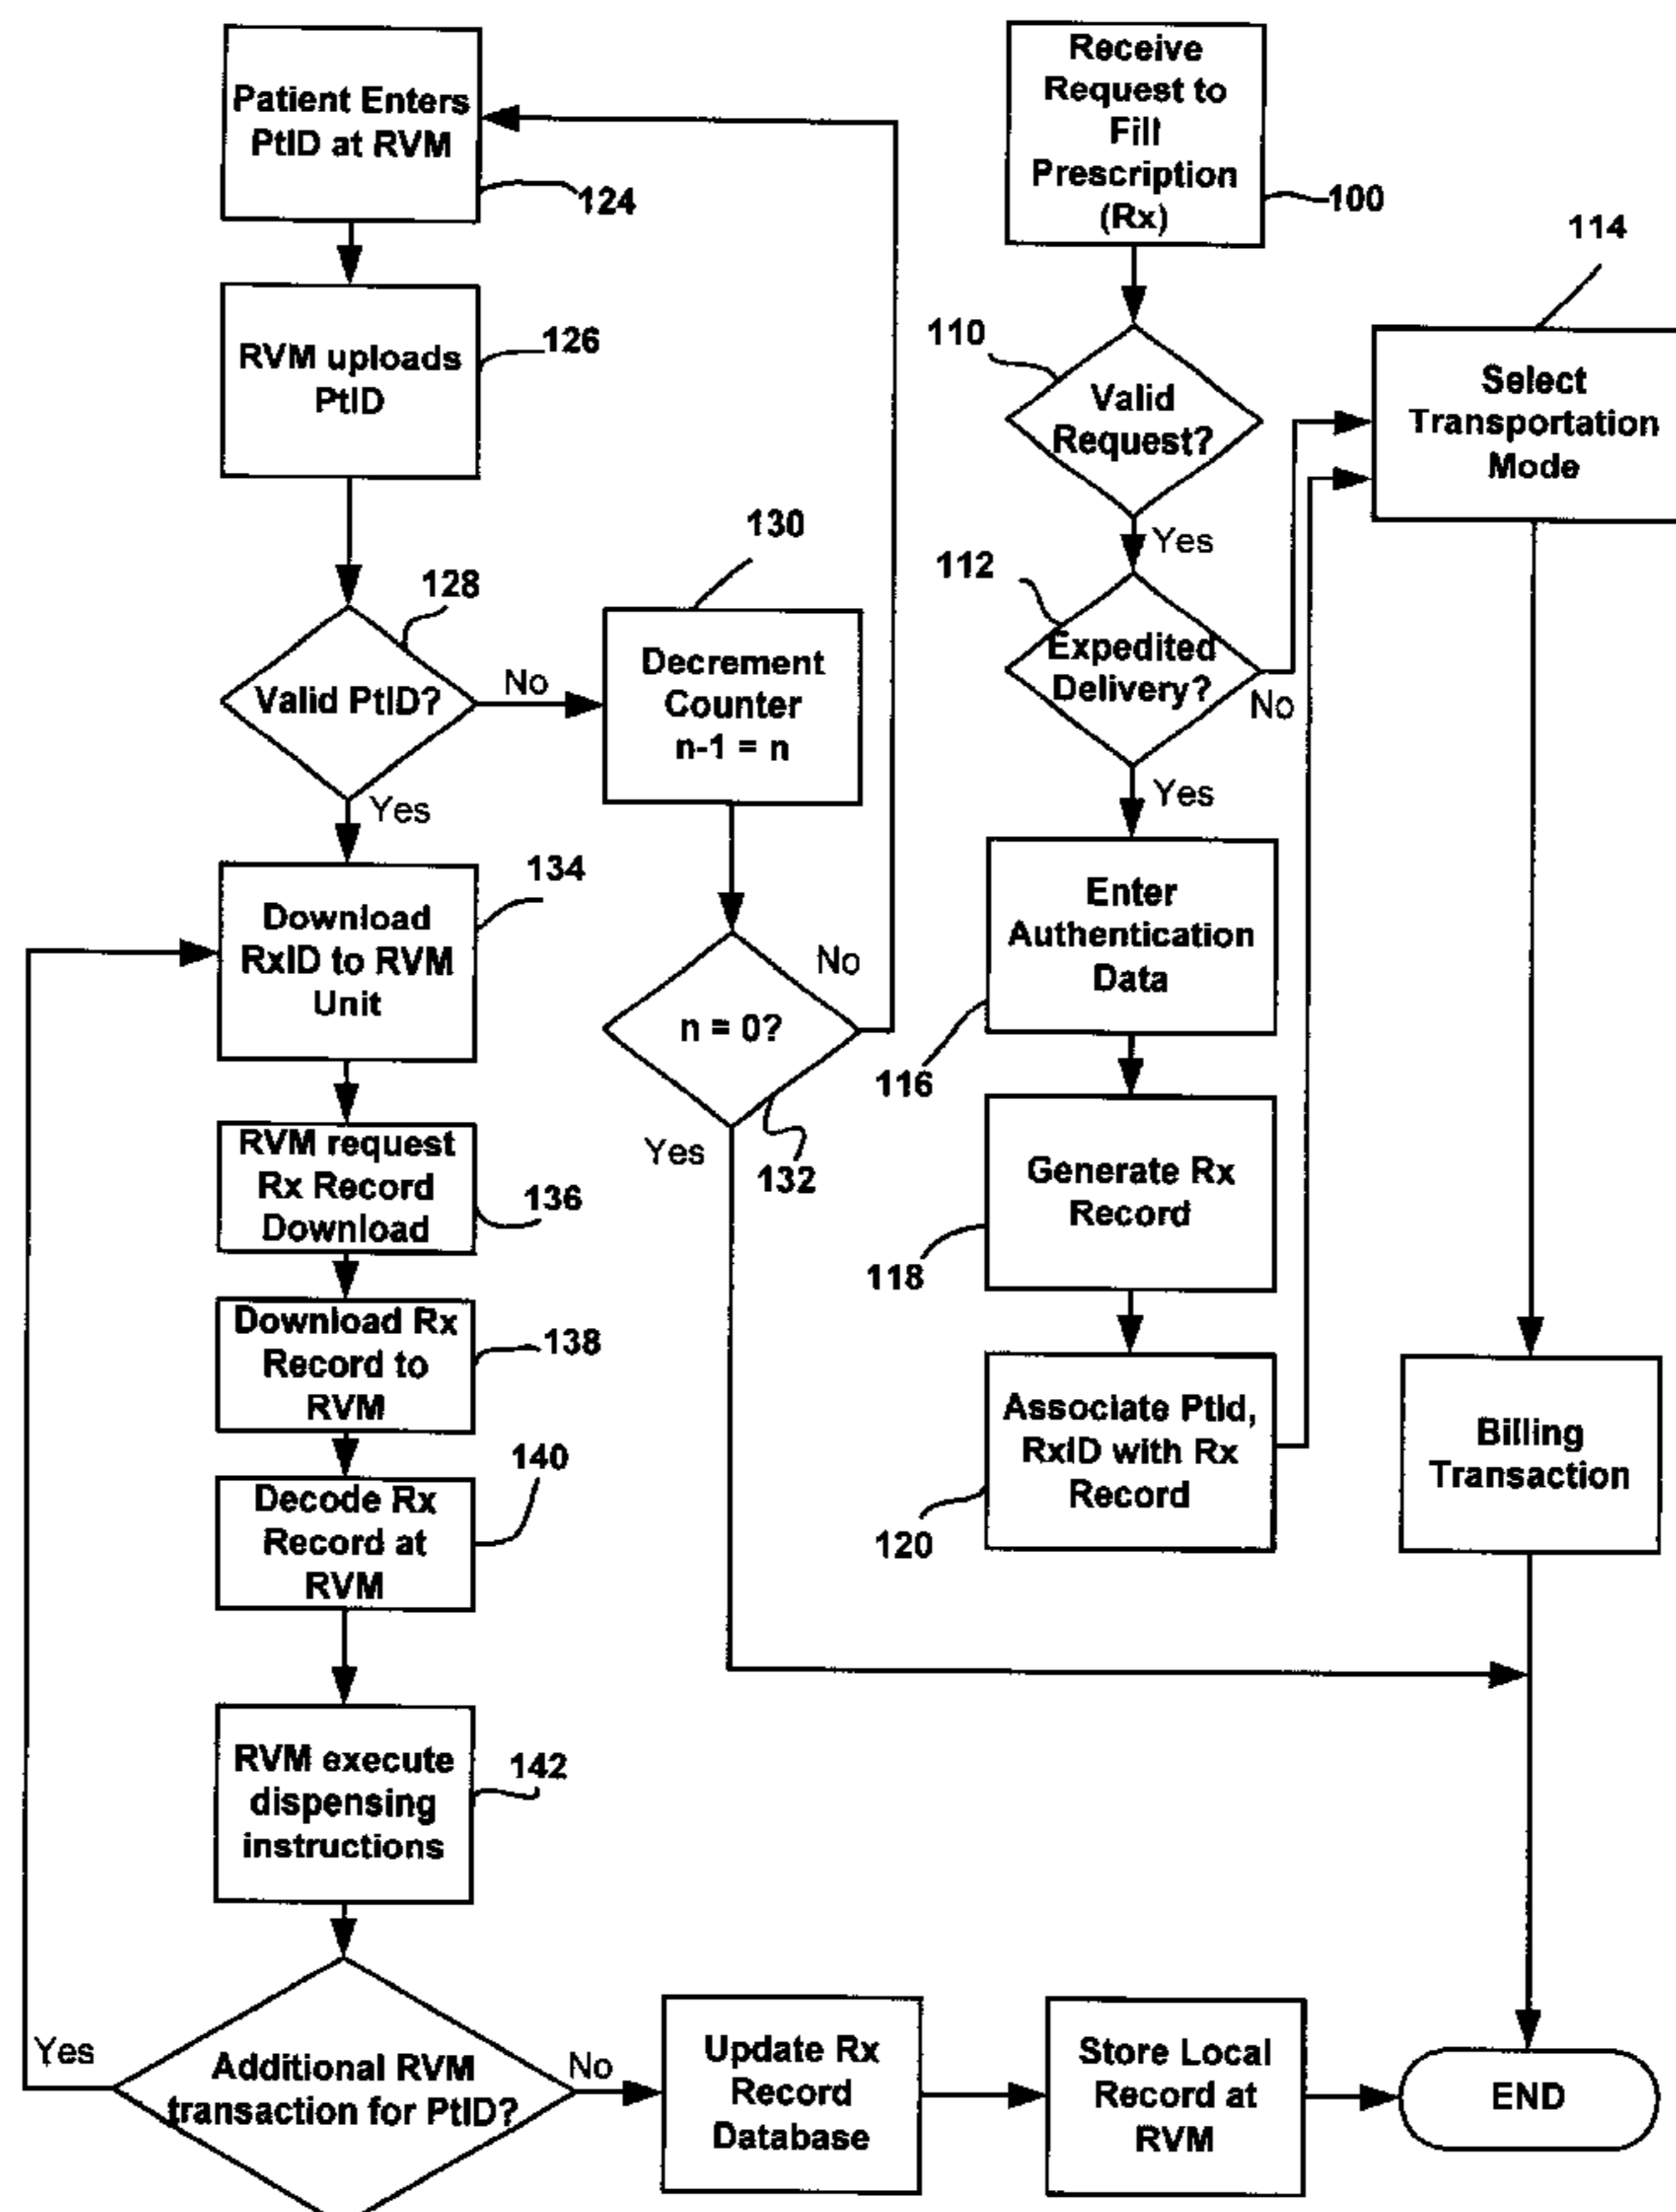 Patient Enters
PtID at RVM
124
RVM uploads
PtID
126
128
Valid PtID?
No
Yes
130
Decrement
Counter
n-1 = n
n = 0?
No
Yes
132
Download
RxID to RVM
Unit
134
RVM request
Rx Record
Download
136
Download Rx
Record to
RVM
138
Decode Rx
Record at
RVM
140
RVM execute
dispensing
instructions
142
Additional RVM
transaction for PtID?
Yes
No
Update Rx
Record
Database
Store Local
Record at
RVM
END
Receive
Request to
Fill
Prescription
(Rx)
100
110
Valid
Request?
Yes
112
Expedited
Delivery?
No
Yes
114
Select
Transportation
Mode
Enter
Authentication
Data
116
Generate Rx
Record
118
Associate PtId,
RxID with Rx
Record
120
Billing
Transaction